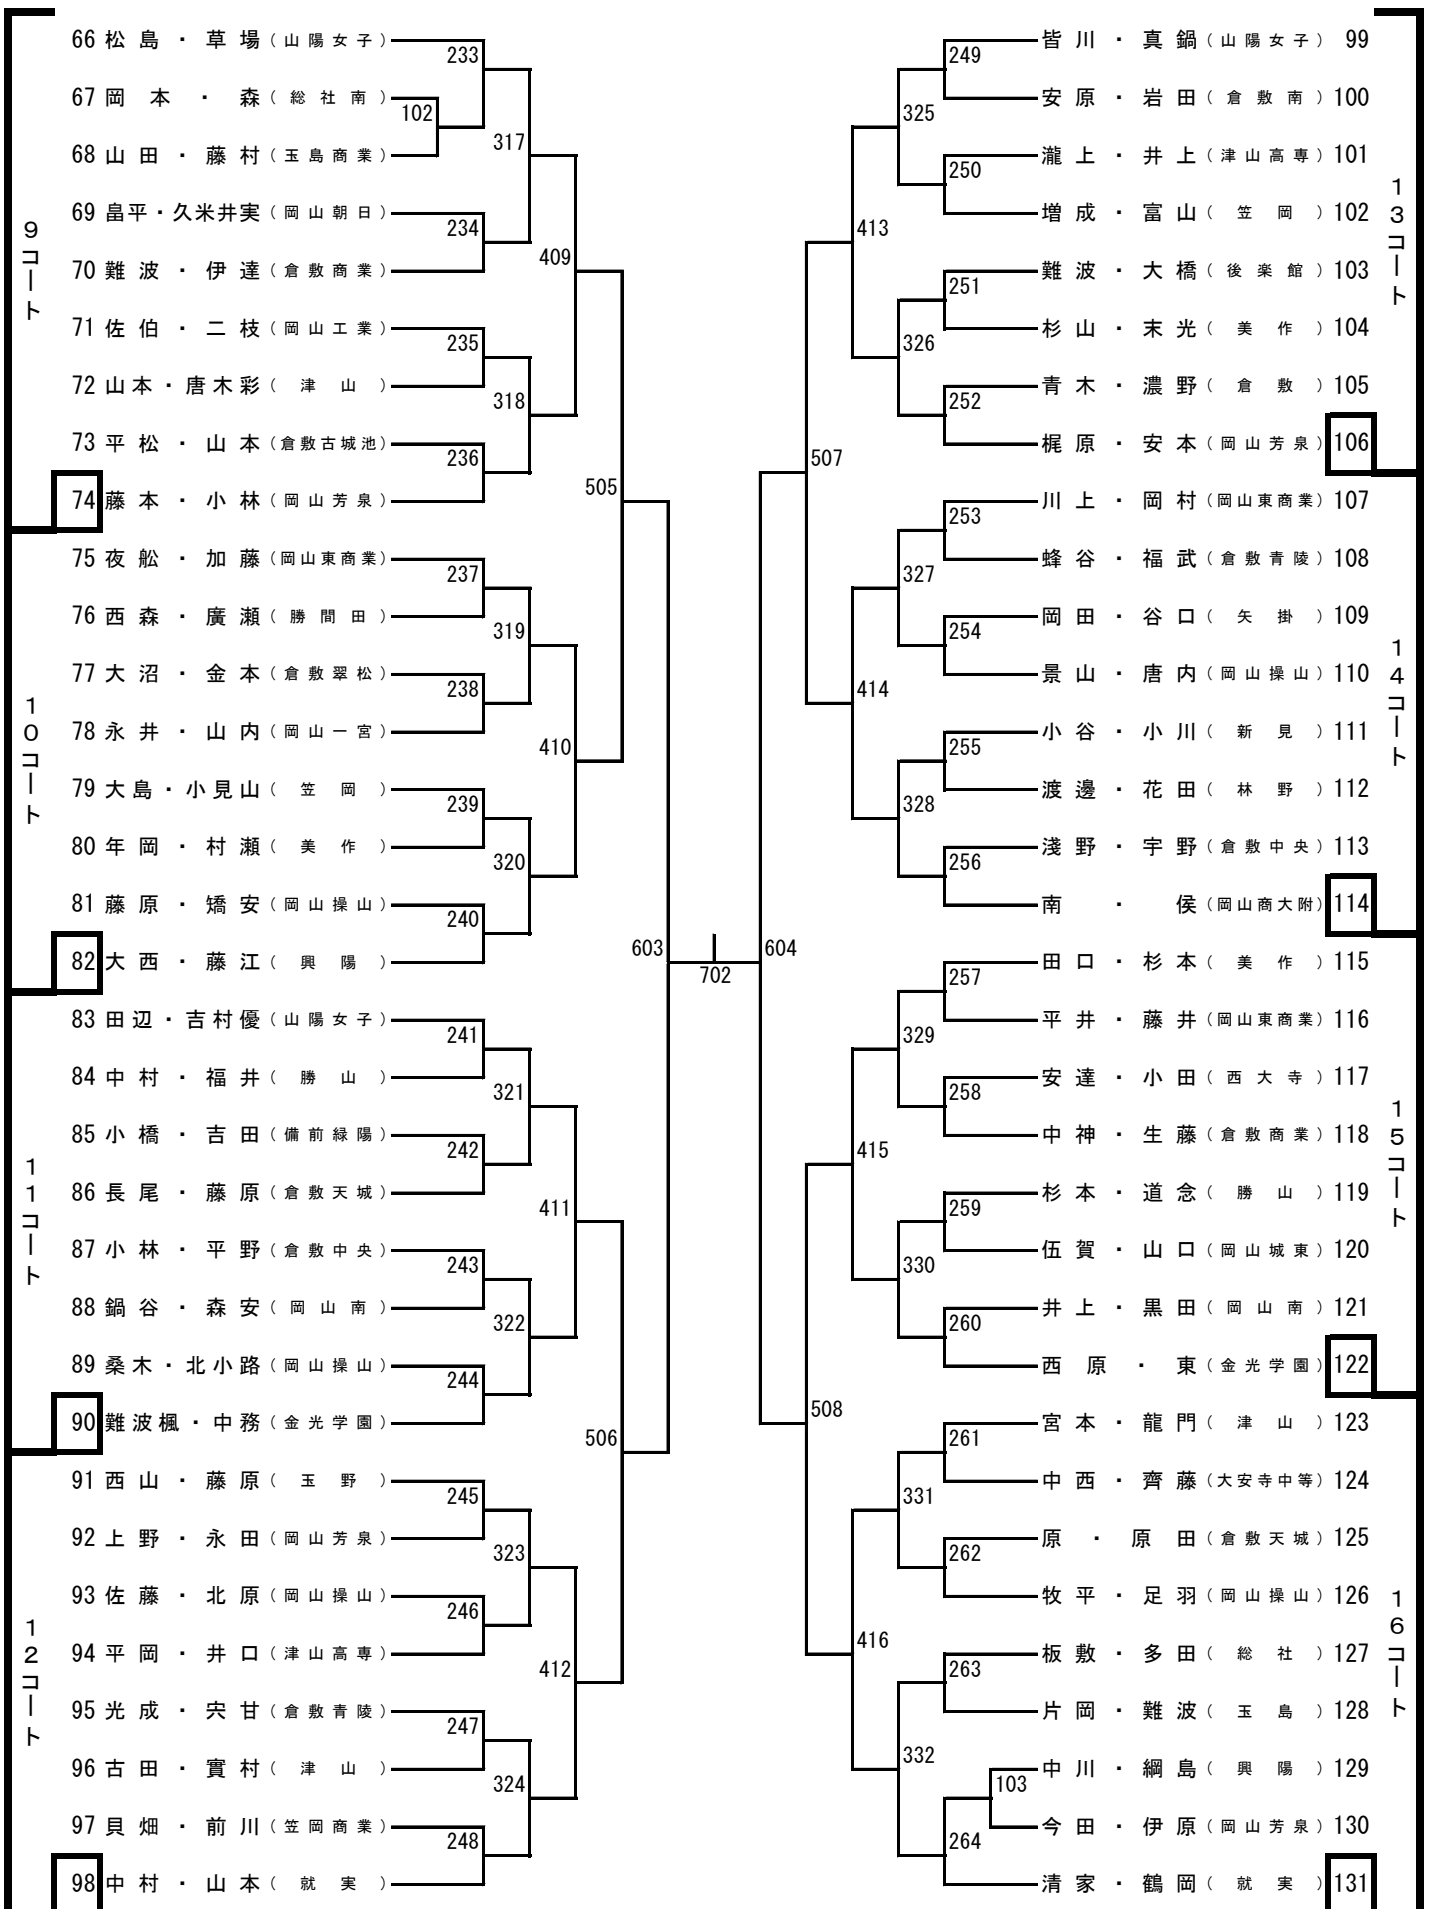 66 松島・草場（山陽女子）
67 岡本・森（総社南）
68 山田・藤村（玉島商業）
69 畠平・久米井実（岡山朝日）
70 難波・伊達（倉敷商業）
71 佐伯・二枝（岡山工業）
72 山本・唐木彩（津山）
73 平松・山本（倉敷古城池）
74 藤本・小林（岡山芳泉）
75 夜船・加藤（岡山東商業）
76 西森・廣瀬（勝間田）
77 大沼・金本（倉敷翠松）
78 永井・山内（岡山一宮）
79 大島・小見山（笠岡）
80 年岡・村瀬（美作）
81 藤原・矯安（岡山操山）
82 大西・藤江（興陽）
83 田辺・吉村優（山陽女子）
84 中村・福井（勝山）
85 小橋・吉田（備前緑陽）
86 長尾・藤原（倉敷天城）
87 小林・平野（倉敷中央）
88 鍋谷・森安（岡山南）
89 桑木・北小路（岡山操山）
90 難波楓・中務（金光学園）
91 西山・藤原（玉野）
92 上野・永田（岡山芳泉）
93 佐藤・北原（岡山操山）
94 平岡・井口（津山高専）
95 光成・宍甘（倉敷青陵）
96 古田・實村（津山）
97 貝畑・前川（笠岡商業）
98 中村・山本（就実）
9コート
10コート
11コート
12コート
102
233
234
235
236
237
238
239
240
241
242
243
244
245
246
247
248
317
318
319
320
321
322
323
324
409
410
411
412
505
506
603
702
604
507
508
413
414
415
416
325
326
327
328
329
330
331
332
249
250
251
252
253
254
255
256
257
258
259
260
261
262
263
264
103
皆川・真鍋（山陽女子） 99
安原・岩田（倉敷南） 100
瀧上・井上（津山高専） 101
増成・富山（笠岡） 102
難波・大橋（後楽館） 103
杉山・末光（美作） 104
青木・濃野（倉敷） 105
梶原・安本（岡山芳泉） 106
川上・岡村（岡山東商業） 107
蜂谷・福武（倉敷青陵） 108
岡田・谷口（矢掛） 109
景山・唐内（岡山操山） 110
小谷・小川（新見） 111
渡邊・花田（林野） 112
淺野・宇野（倉敷中央） 113
南・侯（岡山商大附） 114
田口・杉本（美作） 115
平井・藤井（岡山東商業） 116
安達・小田（西大寺） 117
中神・生藤（倉敷商業） 118
杉本・道念（勝山） 119
伍賀・山口（岡山城東） 120
井上・黒田（岡山南） 121
西原・東（金光学園） 122
宮本・龍門（津山） 123
中西・齊藤（大安寺中等） 124
原・原田（倉敷天城） 125
牧平・足羽（岡山操山） 126
板敷・多田（総社） 127
片岡・難波（玉島） 128
中川・綱島（興陽） 129
今田・伊原（岡山芳泉） 130
清家・鶴岡（就実） 131
13コート
14コート
15コート
16コート